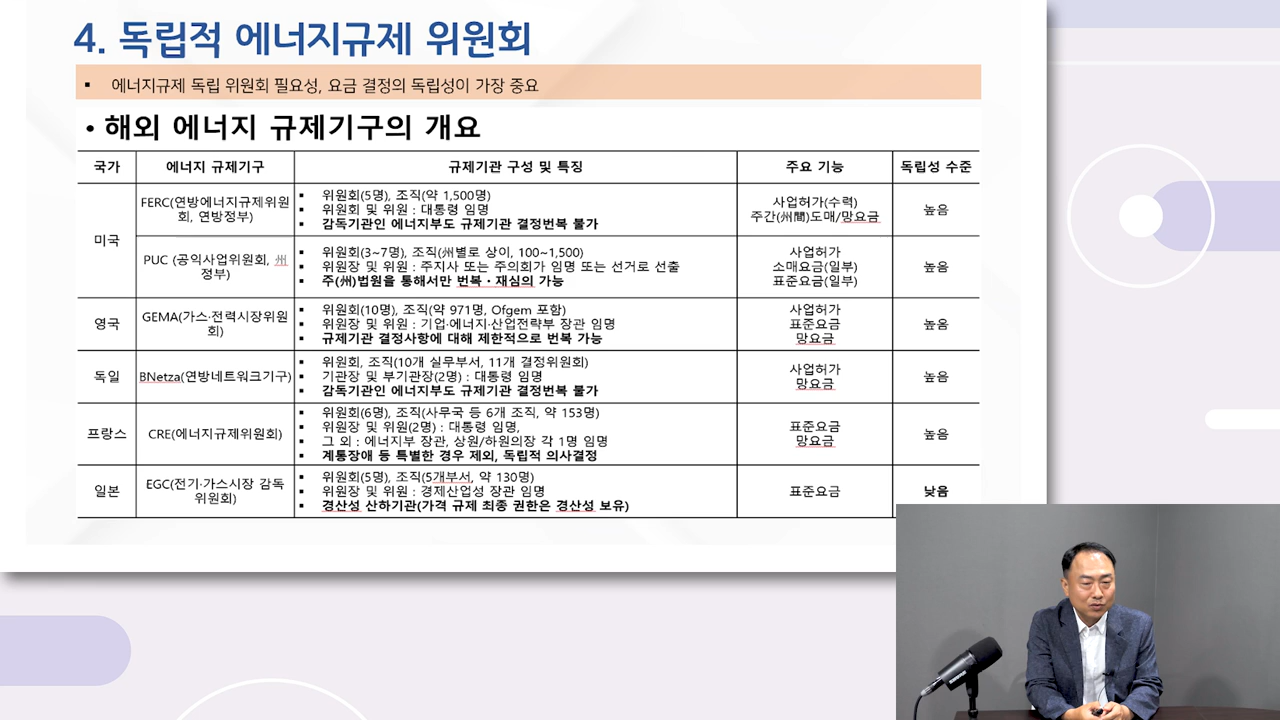 4. 독립적 에너지규제 위원회
▪ 에너지규제 독립 위원회 필요성, 요금 결정의 독립성이 가장 중요
• 해외 에너지 규제기구의 개요
국가 에너지 규제기구 규제기관 구성 및 특징 주요 기능 독립성 수준
미국
FERC(연방에너지규제위원
회, 연방정부)
▪ 위원회(5명), 조직(약 1,500명)
▪ 위원회 및 위원 : 대통령 임명
▪ 감독기관인 에너지부도 규제기관 결정번복 불가
사업허가(수력)
주간(州間)도매/망요금
높음
PUC (공익사업위원회, 州
정부)
▪ 위원회(3~7명), 조직(州별로 상이, 100~1,500)
▪ 위원장 및 위원 : 주지사 또는 주의회가 임명 또는 선거로 선출
▪ 주(州)법원을 통해서만 번복・재심의 가능
사업허가
소매요금(일부)
표준요금(일부)
높음
영국
GEMA(가스·전력시장위원
회)
▪ 위원회(10명), 조직(약 971명, Ofgem 포함)
▪ 위원장 및 위원 : 기업·에너지·산업전략부 장관 임명
▪ 규제기관 결정사항에 대해 제한적으로 번복 가능
사업허가
표준요금
망요금
높음
독일
BNetza(연방네트워크기구)
▪ 위원회, 조직(10개 실무부서, 11개 결정위원회)
▪ 기관장 및 부기관장(2명) : 대통령 임명
▪ 감독기관인 에너지부도 규제기관 결정번복 불가
사업허가
망요금
높음
프랑스
CRE(에너지규제위원회)
▪ 위원회(6명), 조직(사무국 등 6개 조직, 약 153명)
▪ 위원장 및 위원(2명) : 대통령 임명,
▪ 그 외 : 에너지부 장관, 상원/하원의장 각 1명 임명
▪ 계통장애 등 특별한 경우 제외, 독립적 의사결정
표준요금
망요금
높음
일본
EGC(전기·가스시장 감독
위원회)
▪ 위원회(5명), 조직(5개부서, 약 130명)
▪ 위원장 및 위원 : 경제산업성 장관 임명
▪ 경산성 산하기관(가격 규제 최종 권한은 경산성 보유)
표준요금
낮음